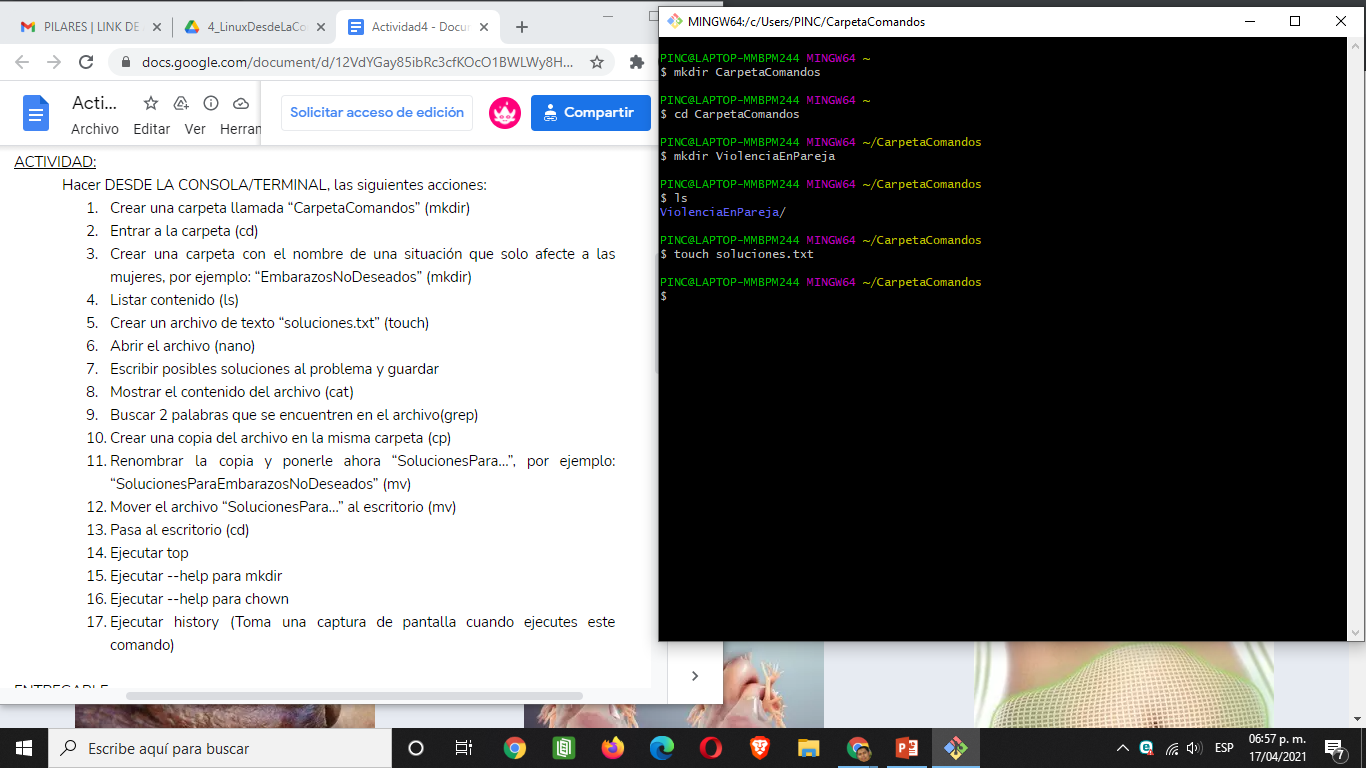 PILARES | LINK DE
4_LinuxDesdeLaCo
Actividad4 - Docur
docs.google.com/document/d/12VdYGay85ibRc3cfKOcO1BWLWy8H...
Acti...
Archivo Editar Ver Herran
Solicitar acceso de edición
Compartir
ACTIVIDAD:
Hacer DESDE LA CONSOLA/TERMINAL, las siguientes acciones:
1. Crear una carpeta llamada “CarpetaComandos” (mkdir)
2. Entrar a la carpeta (cd)
3. Crear una carpeta con el nombre de una situación que solo afecte a las
mujeres, por ejemplo: “EmbarazosNoDeseados” (mkdir)
4. Listar contenido (ls)
5. Crear un archivo de texto “soluciones.txt” (touch)
6. Abrir el archivo (nano)
7. Escribir posibles soluciones al problema y guardar
8. Mostrar el contenido del archivo (cat)
9. Buscar 2 palabras que se encuentren en el archivo(grep)
10. Crear una copia del archivo en la misma carpeta (cp)
11. Renombrar la copia y ponerle ahora “SolucionesPara...”, por ejemplo:
“SolucionesParaEmbarazosNoDeseados” (mv)
12. Mover el archivo “SolucionesPara...” al escritorio (mv)
13. Pasa al escritorio (cd)
14. Ejecutar top
15. Ejecutar --help para mkdir
16. Ejecutar --help para chown
17. Ejecutar history (Toma una captura de pantalla cuando ejecutes este
comando)
MINGW64:/c/Users/PINC/CarpetaComandos
PINC@LAPTOP-MMBPM244 MINGW64 ~
$ mkdir CarpetaComandos
PINC@LAPTOP-MMBPM244 MINGW64 ~
$ cd CarpetaComandos
PINC@LAPTOP-MMBPM244 MINGW64 ~/CarpetaComandos
$ mkdir ViolenciaEnPareja
PINC@LAPTOP-MMBPM244 MINGW64 ~/CarpetaComandos
$ ls
ViolenciaEnPareja/
PINC@LAPTOP-MMBPM244 MINGW64 ~/CarpetaComandos
$ touch soluciones.txt
PINC@LAPTOP-MMBPM244 MINGW64 ~/CarpetaComandos
$
Escribe aquí para buscar
ESP
06:57 p. m.
17/04/2021
7